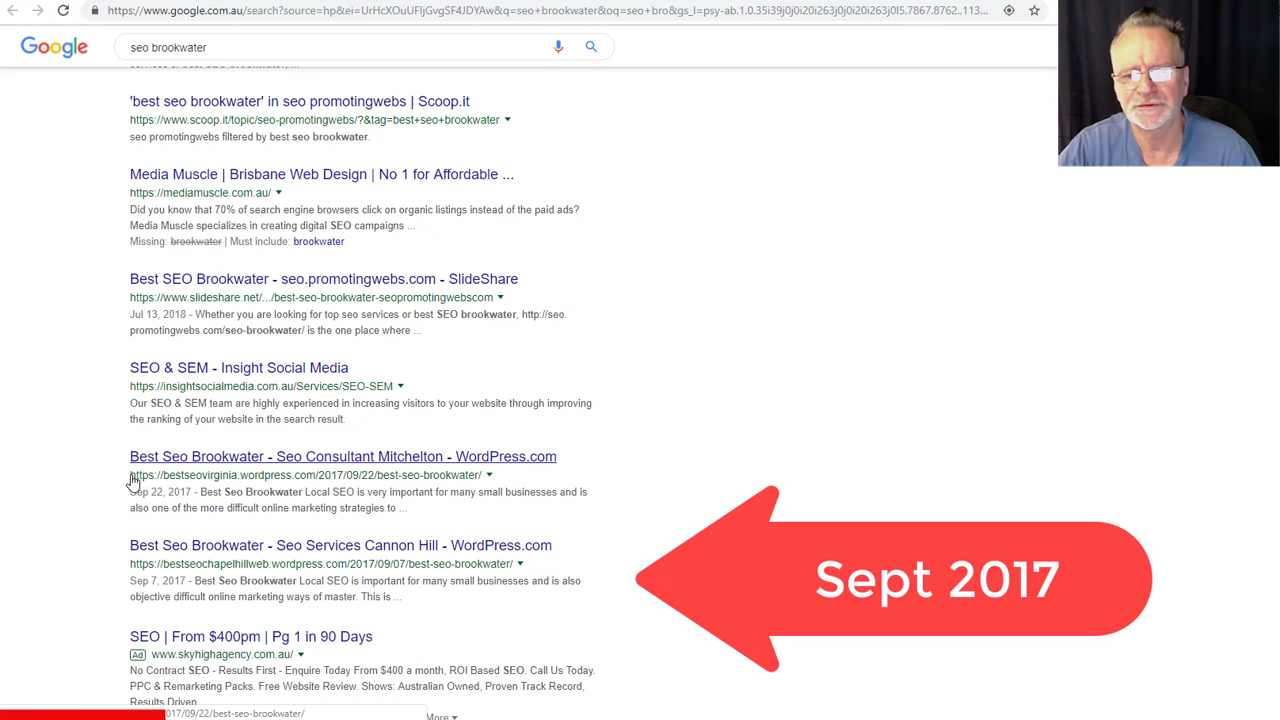 https://www.google.com.au/search?source=hp&ei=UrHcXOuUFIjGvgSF4JDYAw&q=seo+brookwater&oq=seo+bro&gs_l=psy-ab.1.0.35i39j0j0i20i263j0j0i20i263j0l5.7867.8762..113...
Google
seo brookwater
'best seo brookwater' in seo promotingwebs | Scoop.it
https://www.scoop.it/topic/seo-promotingwebs/?&tag=best+seo+brookwater
seo promotingwebs filtered by best seo brookwater.
Media Muscle | Brisbane Web Design | No 1 for Affordable ...
https://mediamuscle.com.au/
Did you know that 70% of search engine browsers click on organic listings instead of the paid ads?
Media Muscle specializes in creating digital SEO campaigns ...
Missing: brookwater | Must include: brookwater
Best SEO Brookwater - seo.promotingwebs.com - SlideShare
https://www.slideshare.net/.../best-seo-brookwater-seopromotingwebscom
Jul 13, 2018 - Whether you are looking for top seo services or best SEO brookwater, http://seo.
promotingwebs.com/seo-brookwater/ is the one place where ...
SEO & SEM - Insight Social Media
https://insightsocialmedia.com.au/Services/SEO-SEM
Our SEO & SEM team are highly experienced in increasing visitors to your website through improving
the ranking of your website in the search result.
Best Seo Brookwater - Seo Consultant Mitchelton - WordPress.com
https://bestseovirginia.wordpress.com/2017/09/22/best-seo-brookwater/
Sep 22, 2017 - Best Seo Brookwater Local SEO is very important for many small businesses and is
also one of the more difficult online marketing strategies to ...
Best Seo Brookwater - Seo Services Cannon Hill - WordPress.com
https://bestseochapelhillweb.wordpress.com/2017/09/07/best-seo-brookwater/
Sep 7, 2017 - Best Seo Brookwater Local SEO is important for many small businesses and is also
objective difficult online marketing ways of master. This is ...
Sept 2017
SEO | From $400pm | Pg 1 in 90 Days
Ad www.skyhighagency.com.au/
No Contract SEO - Results First - Enquire Today From $400 a month, ROI Based SEO. Call Us Today.
PPC & Remarketing Packs. Free Website Review. Shows: Australian Owned, Proven Track Record,
Results Driven
017/09/22/best-seo-brookwater/
More